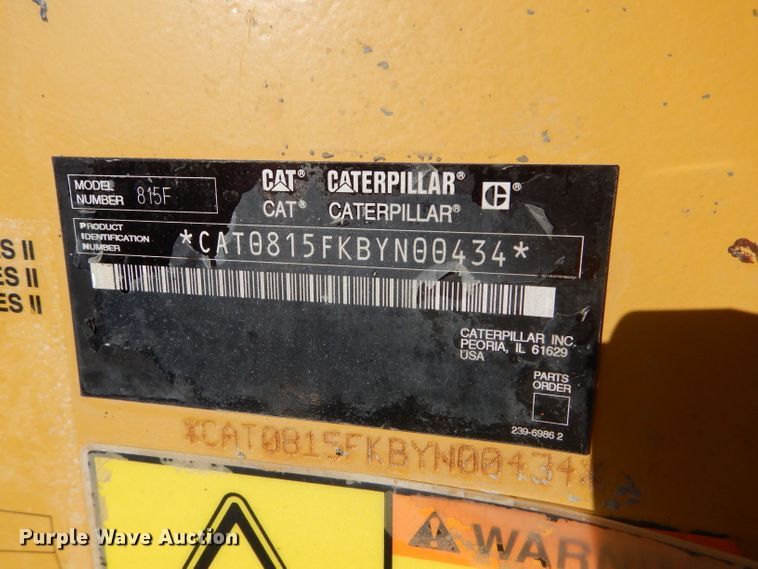 MODEL
NUMBER 815F
CAT® CATERPILLAR® C®
CAT® CATERPILLAR®
PRODUCT
IDENTIFICATION
NUMBER *CAT0815FKBYN00434*
ES II
ES II
ES II
CATERPILLAR INC.
PEORIA, IL 61629
USA
PARTS
ORDER
239-6986 2
*CAT0815FKBYN00434*
Purple Wave Auction